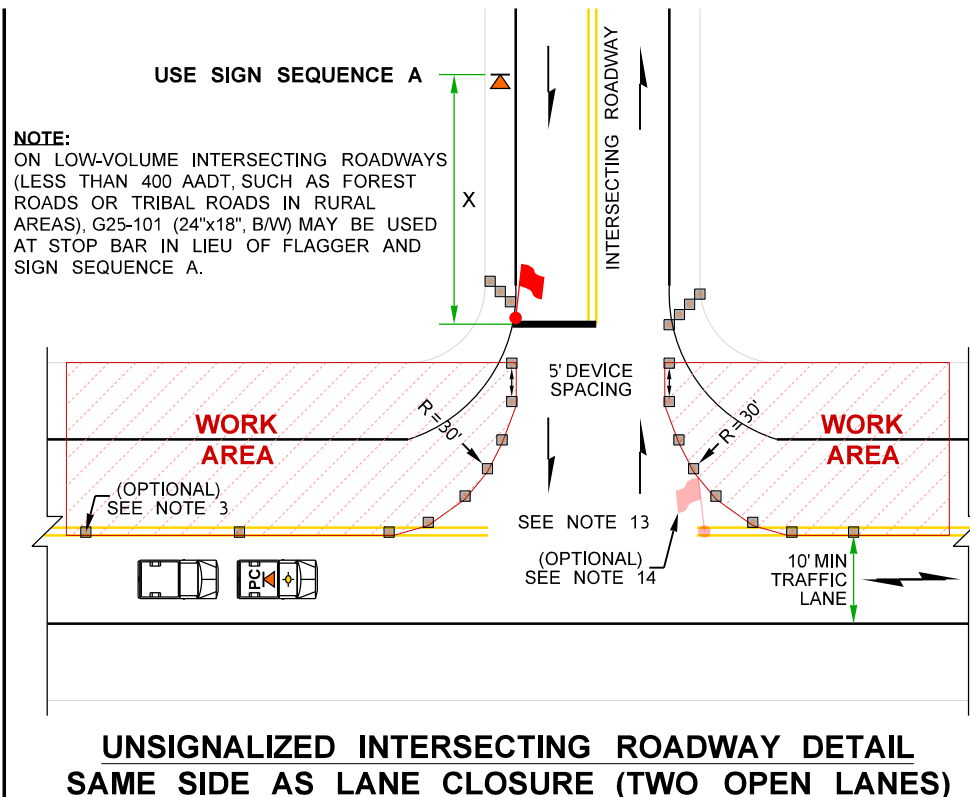 USE SIGN SEQUENCE A
NOTE:
ON LOW-VOLUME INTERSECTING ROADWAYS
(LESS THAN 400 AADT, SUCH AS FOREST
ROADS OR TRIBAL ROADS IN RURAL
AREAS), G25-101 (24"x18", B/W) MAY BE USED
AT STOP BAR IN LIEU OF FLAGGER AND
SIGN SEQUENCE A.
X
INTERSECTING ROADWAY
5' DEVICE
SPACING
WORK
AREA
R=30'
R=30'
WORK
AREA
(OPTIONAL)
SEE NOTE 3
SEE NOTE 13
(OPTIONAL)
SEE NOTE 14
10' MIN
TRAFFIC
LANE
PC
UNSIGNALIZED INTERSECTING ROADWAY DETAIL
SAME SIDE AS LANE CLOSURE (TWO OPEN LANES)